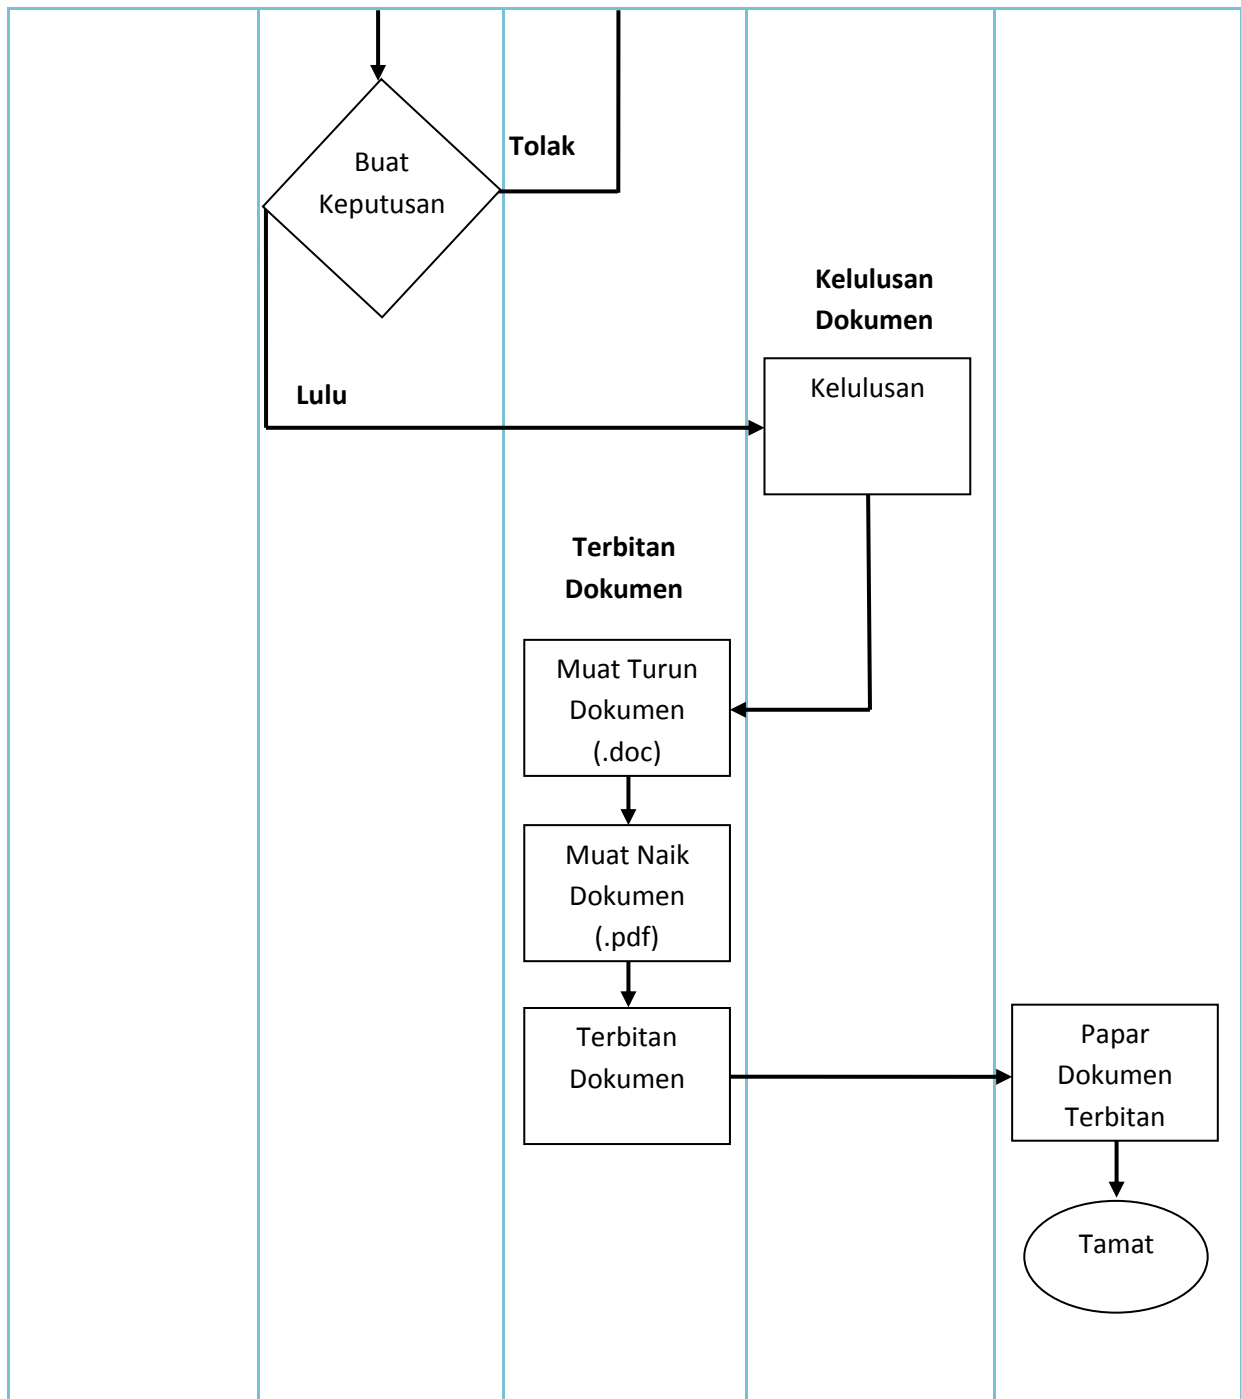 Tolak
Buat
Keputusan
Kelulusan
Dokumen
Lulu
Kelulusan
Terbitan
Dokumen
Muat Turun
Dokumen
(.doc)
Muat Naik
Dokumen
(.pdf)
Terbitan
Dokumen
Papar
Dokumen
Terbitan
Tamat